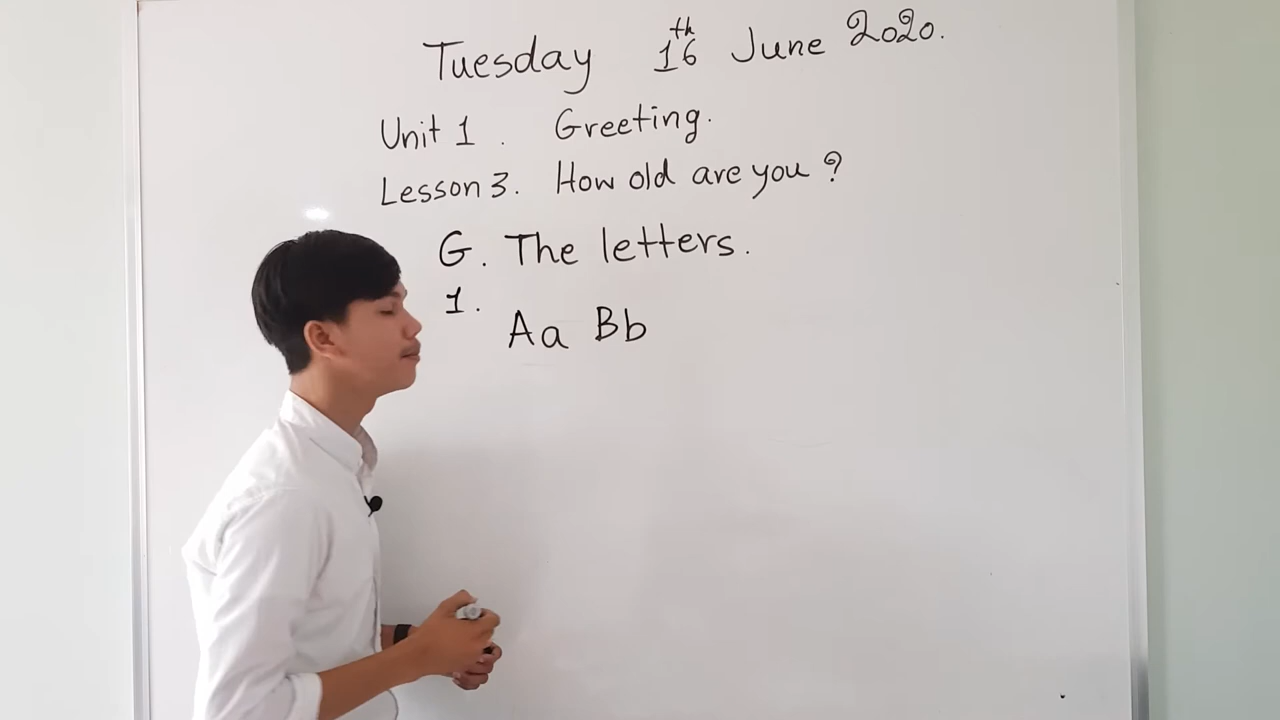 Tuesday 16th June 2020.
Unit 1. Greeting.
Lesson 3. How old are you?
G. The letters.
1.
Aa Bb